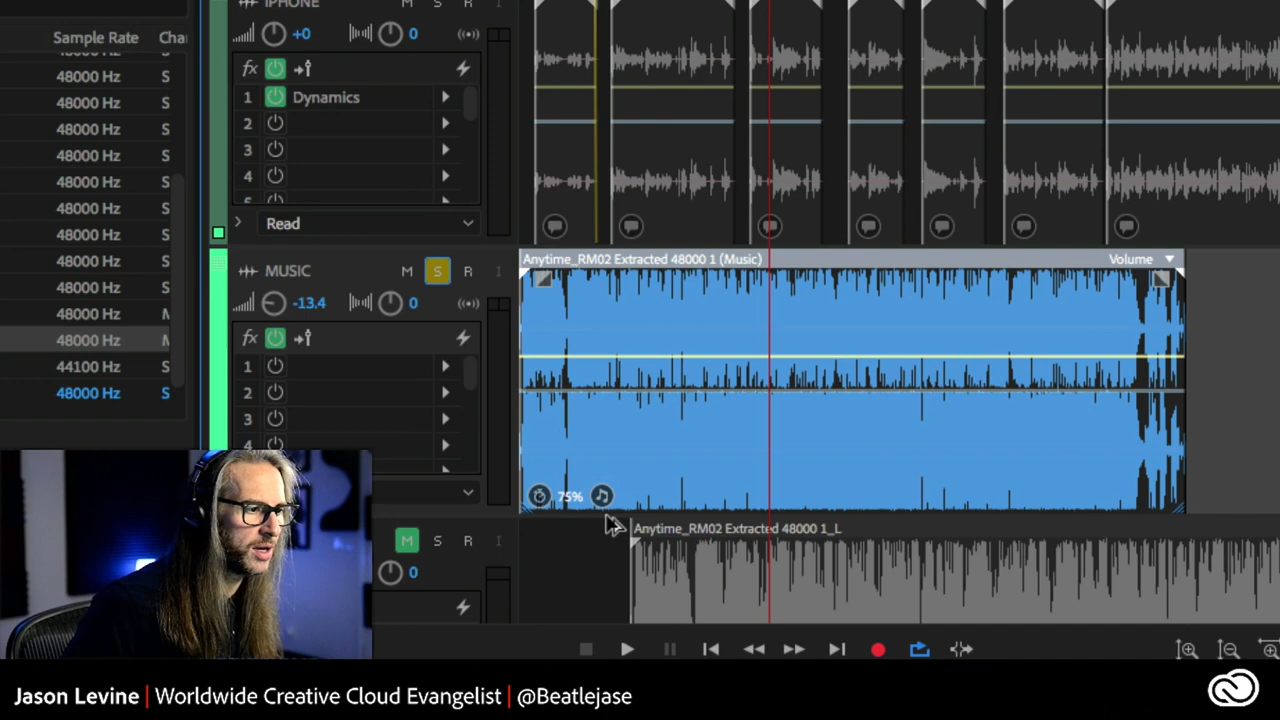 Sample Rate Cha
48000 Hz
48000 Hz S
48000 Hz S
48000 Hz S
48000 Hz S
48000 Hz S
48000 Hz S
48000 Hz S
48000 Hz S
48000 Hz S
48000 Hz M
48000 Hz M
44100 Hz S
48000 Hz S
IPHONE M S R I
+0 0
fx
1 Dynamics
2
3
4
5
Read
MUSIC M S R I
-13.4 0
fx
1
2
3
4
M S R I
0
Anytime_RM02 Extracted 48000 1 (Music) Volume
75%
Anytime_RM02 Extracted 48000 1_L
Jason Levine | Worldwide Creative Cloud Evangelist | @Beatlejase